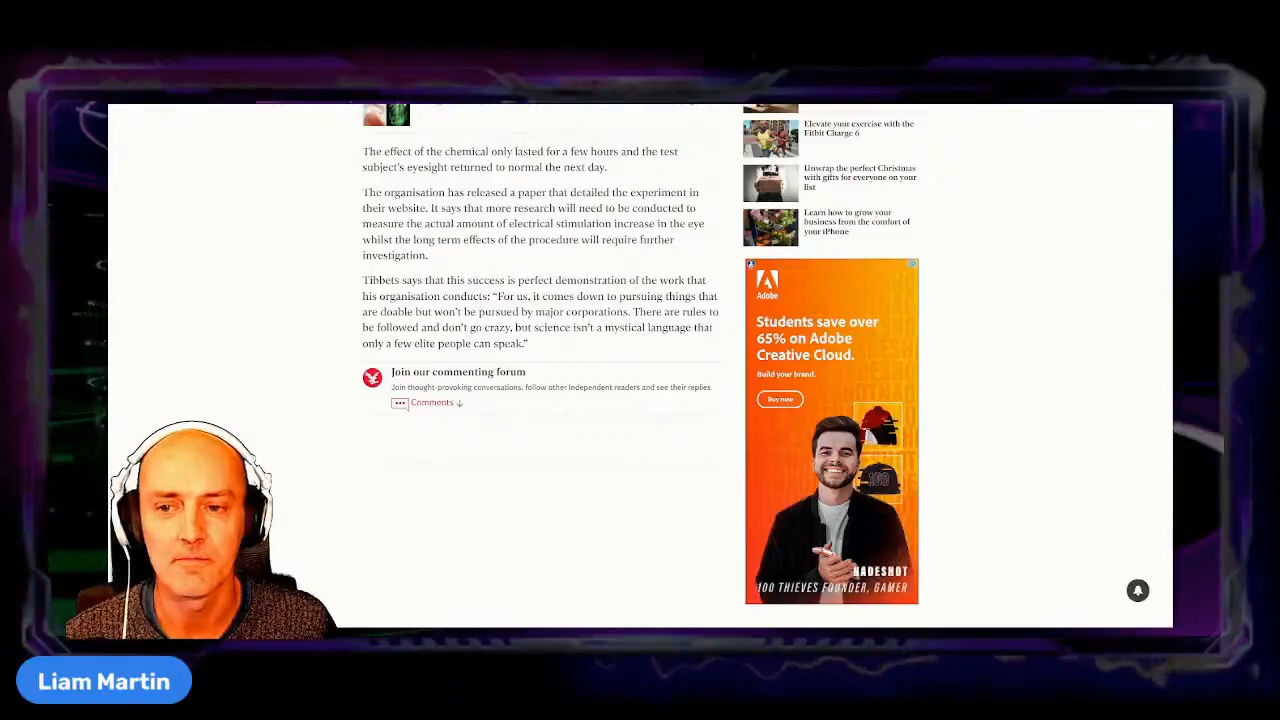 The effect of the chemical only lasted for a few hours and the test
subject's eyesight returned to normal the next day.
The organisation has released a paper that detailed the experiment in
their website. It says that more research will need to be conducted to
measure the actual amount of electrical stimulation increase in the eye
whilst the long term effects of the procedure will require further
investigation.
Tibbets says that this success is perfect demonstration of the work that
his organisation conducts: “For us, it comes down to pursuing things that
are doable but won't be pursued by major corporations. There are rules to
be followed and don't go crazy, but science isn't a mystical language that
only a few elite people can speak.”
Join our commenting forum
Join thought-provoking conversations, follow other Independent readers and see their replies
Comments ↓
Elevate your exercise with the
Fitbit Charge 6
Unwrap the perfect Christmas
with gifts for everyone on your
list
Learn how to grow your
business from the comfort of
your iPhone
Adobe
Students save over
65% on Adobe
Creative Cloud.
Build your brand.
Buy now
100
NADESHOT
100 THIEVES FOUNDER, GAMER
Liam Martin